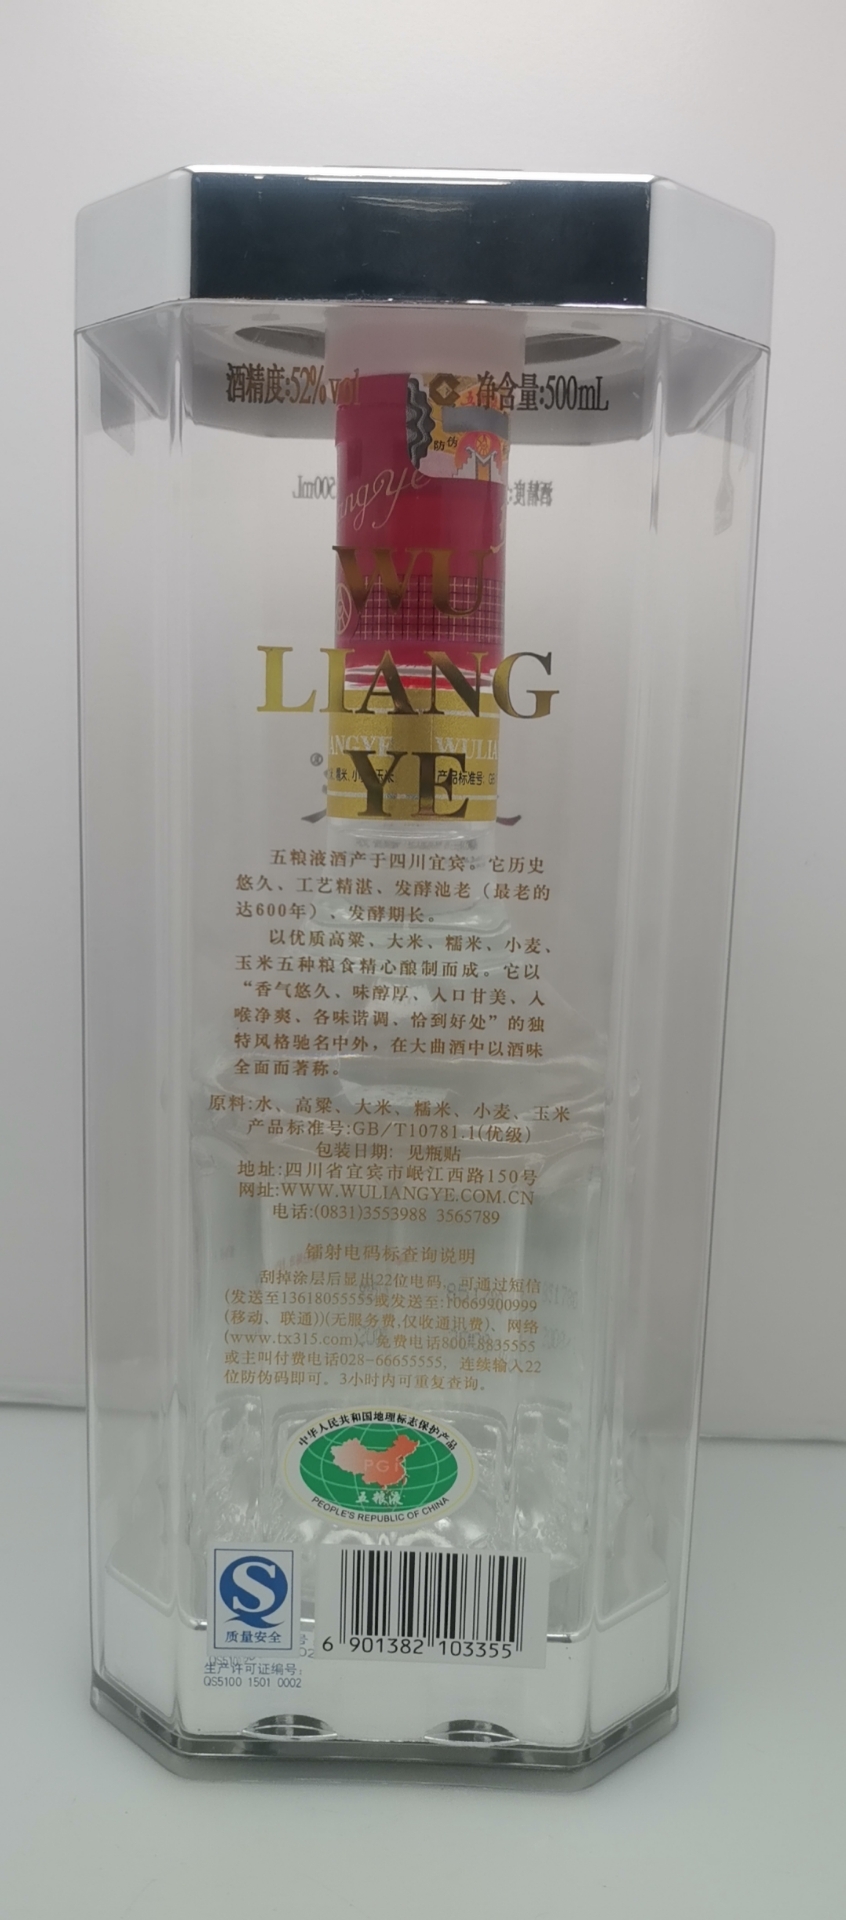 酒精度:52%vol 净含量:500mL
防伪
angYe
WU
LIANG
YE
ANGYE WULIA
产品标准号: GB
五粮液酒产于四川宜宾。它历史
悠久、工艺精湛、发酵池老（最老的
达600年）、发酵期长。
以优质高粱、大米、糯米、小麦、
玉米五种粮食精心酿制而成。它以
“香气悠久、味醇厚、入口甘美、入
喉净爽、各味谐调、恰到好处”的独
特风格驰名中外，在大曲酒中以酒味
全面而著称。
原料:水、高粱、大米、糯米、小麦、玉米
产品标准号:GB/T10781.1(优级)
包装日期: 见瓶贴
地址:四川省宜宾市岷江西路150号
网址:WWW.WULIANGYE.COM.CN
电话:(0831)3553988 3565789
镭射电码标查询说明
刮掉涂层后显出22位电码，可通过短信
(发送至13618055555或发送至:10669900999
(移动、联通))(无服务费,仅收通讯费)、网络
(www.tx315.com)、免费电话800-8835555
或主叫付费电话028-66655555，连续输入22
位防伪码即可。3小时内可重复查询。
中华人民共和国地理标志保护产品
PGI
五粮液
PEOPLE'S REPUBLIC OF CHINA
质量安全
6 901382 103355
生产许可证编号:
QS5100 1501 0002